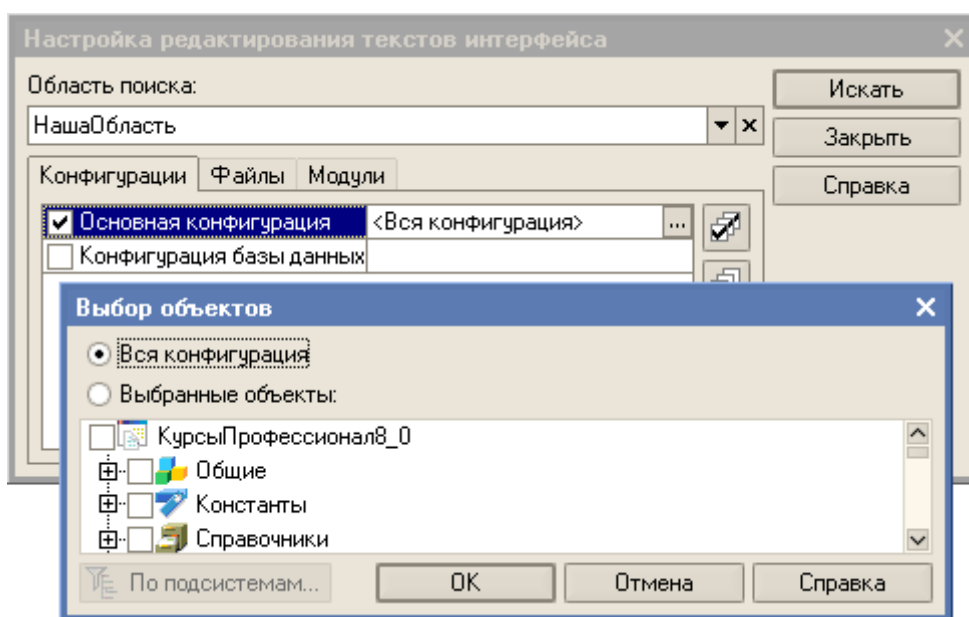 Настройка редактирования текстов интерфейса
Область поиска:
Искать
НашаОбласть
Закрыть
Конфигурации Файлы Модули
Справка
Основная конфигурация <Вся конфигурация> ...
Конфигурация базы данных
Выбор объектов
Вся конфигурация
Выбранные объекты:
КурсыПрофессионал8_0
Общие
Константы
Справочники
По подсистемам... OK Отмена Справка